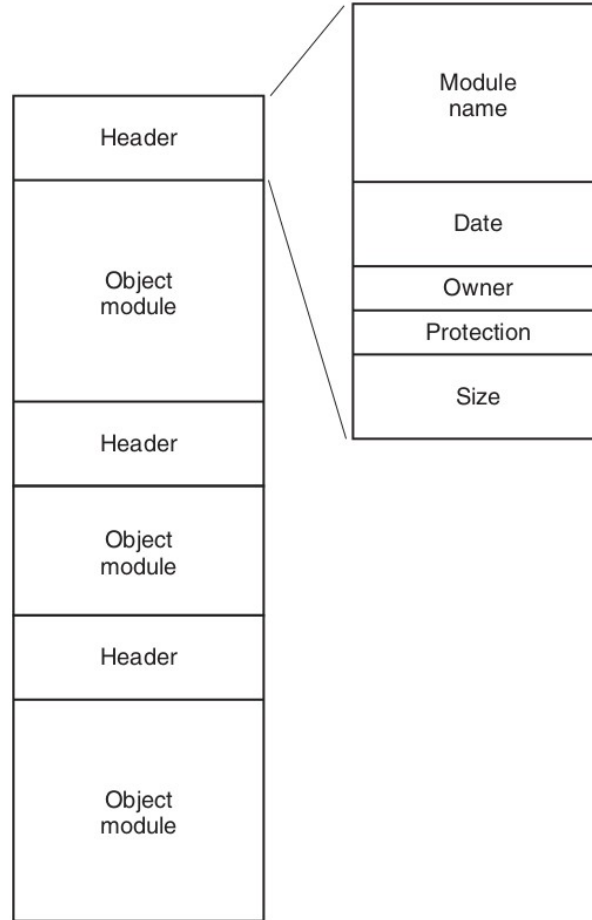 Header
Object
module
Header
Object
module
Header
Object
module
Module
name
Date
Owner
Protection
Size